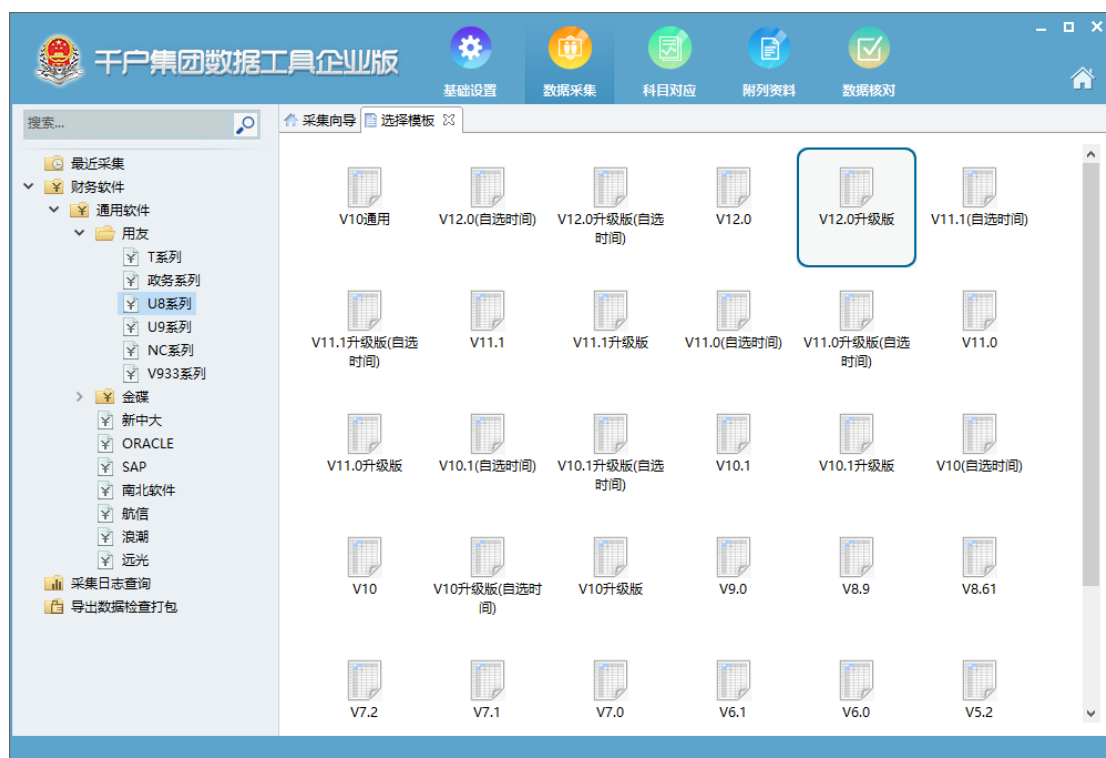 千户集团数据工具企业版
基础设置
数据采集
科目对应
附列资料
数据核对
搜索...
采集向导
选择模板
最近采集
财务软件
通用软件
用友
T系列
政务系列
U8系列
U9系列
NC系列
V933系列
金碟
新中大
ORACLE
SAP
南北软件
航信
浪潮
远光
采集日志查询
导出数据检查打包
V10通用
V12.0(自选时间)
V12.0升级版(自选
时间)
V12.0
V12.0升级版
V11.1(自选时间)
V11.1升级版(自选
时间)
V11.1
V11.1升级版
V11.0(自选时间)
V11.0升级版(自选
时间)
V11.0
V11.0升级版
V10.1(自选时间)
V10.1升级版(自选
时间)
V10.1
V10.1升级版
V10(自选时间)
V10
V10升级版(自选时
间)
V10升级版
V9.0
V8.9
V8.61
V7.2
V7.1
V7.0
V6.1
V6.0
V5.2